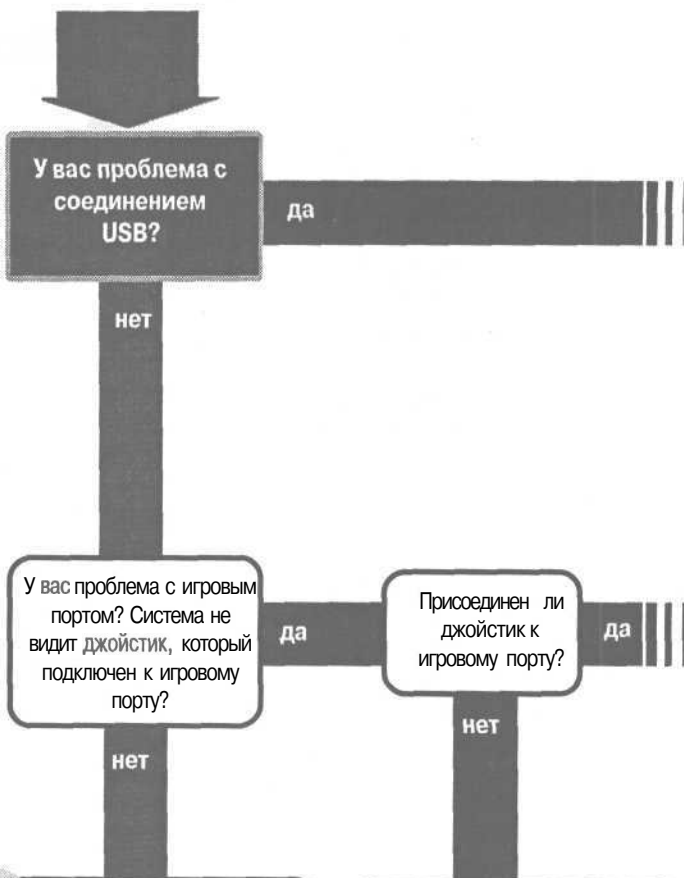 У вас проблема с
соединением
USB?
да
нет
У вас проблема с игровым
портом? Система не
видит джойстик, который
подключен к игровому
порту?
да
Присоединен ли
джойстик к
игровому порту?
да
нет
нет